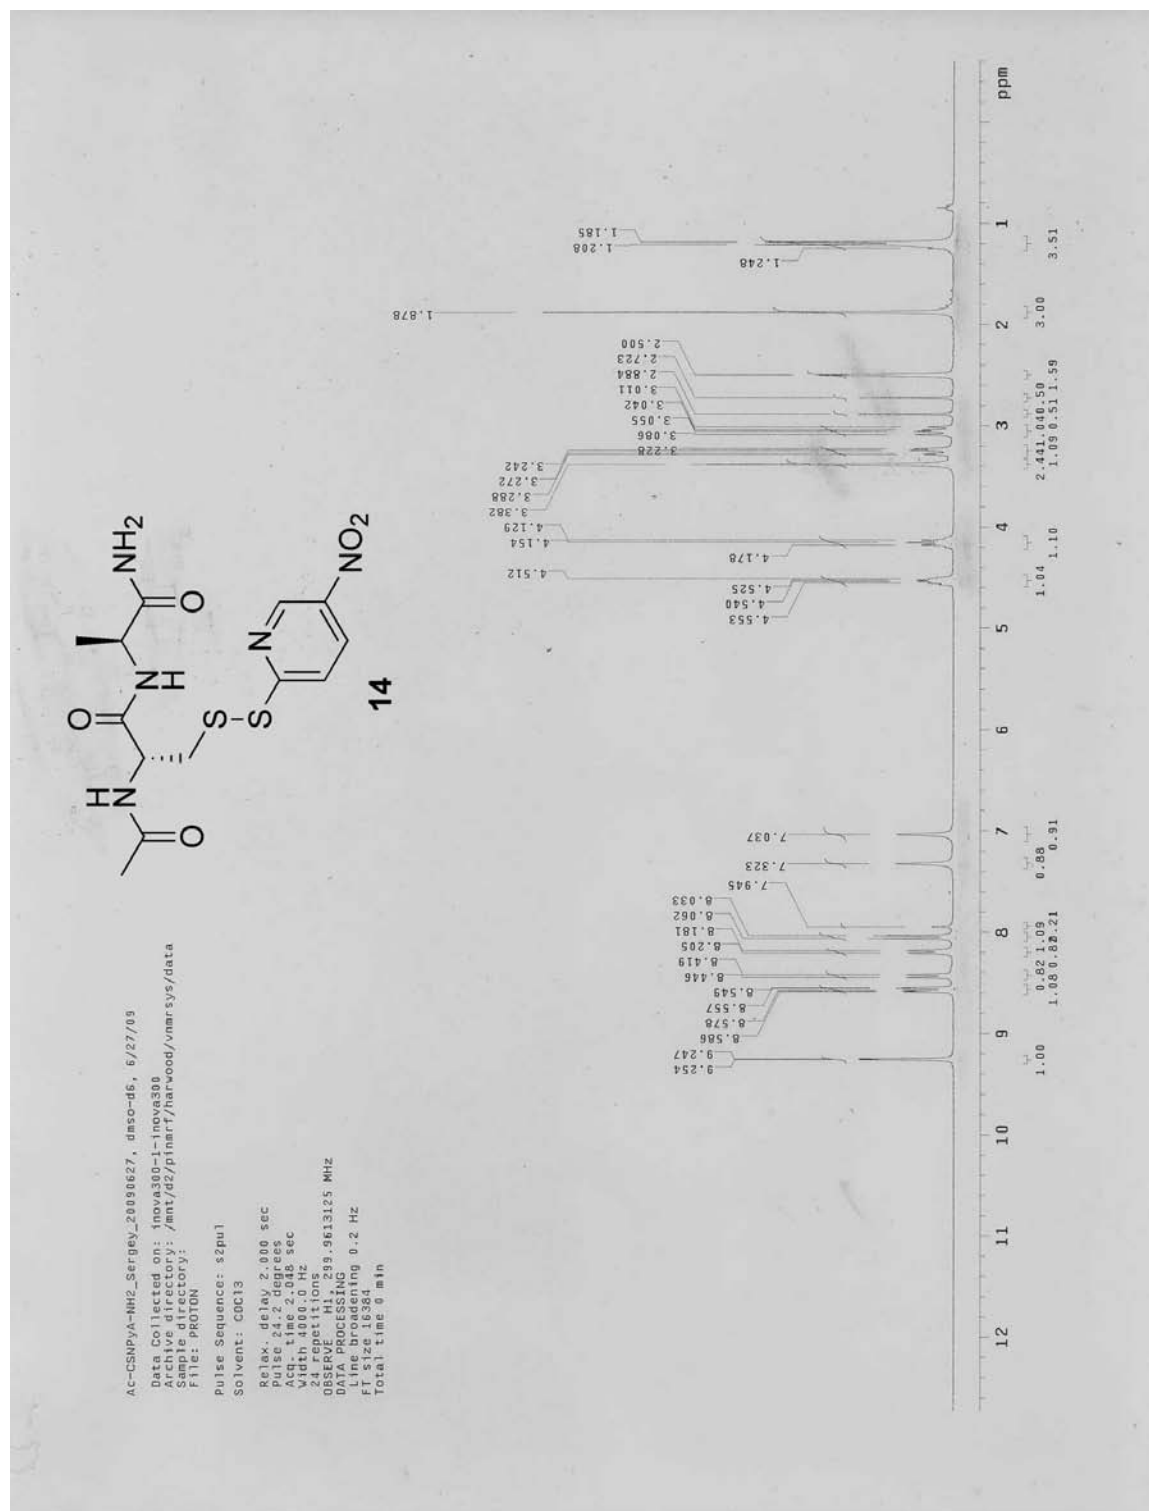 Ac-CSNPyA-NH2_Sergey_20090627, dmso-d6, 6/27/09
Data Collected on: inova300-1-inova300
Archive directory: /mnt/d2/pinmrf/harwood/vnmrsys/data
Sample directory:
File: PROTON
Pulse Sequence: s2pul
Solvent: CDCl3
Relax. delay 2.000 sec
Pulse 24.2 degrees
Acq. time 2.048 sec
Width 4000.0 Hz
24 repetitions
OBSERVE H1, 299.9613125 MHz
DATA PROCESSING
Line broadening 0.2 Hz
FT size 16384
Total time 0 min
O
H
N
O
N
H
O
NH2
S
S
N
NO2
14
9.254
9.247
8.586
8.578
8.557
8.549
8.446
8.419
8.205
8.181
8.062
8.033
7.945
7.323
7.037
4.553
4.540
4.525
4.512
4.178
4.154
4.129
3.382
3.288
3.272
3.242
3.228
3.086
3.055
3.042
3.011
2.884
2.723
2.500
1.878
1.248
1.208
1.185
12 11 10 9 8 7 6 5 4 3 2 1 ppm
1.00
0.82 1.09
0.88
1.04
2.44 1.04 0.50
3.00
1.08
0.91
1.10
1.09 0.51 1.59
3.51